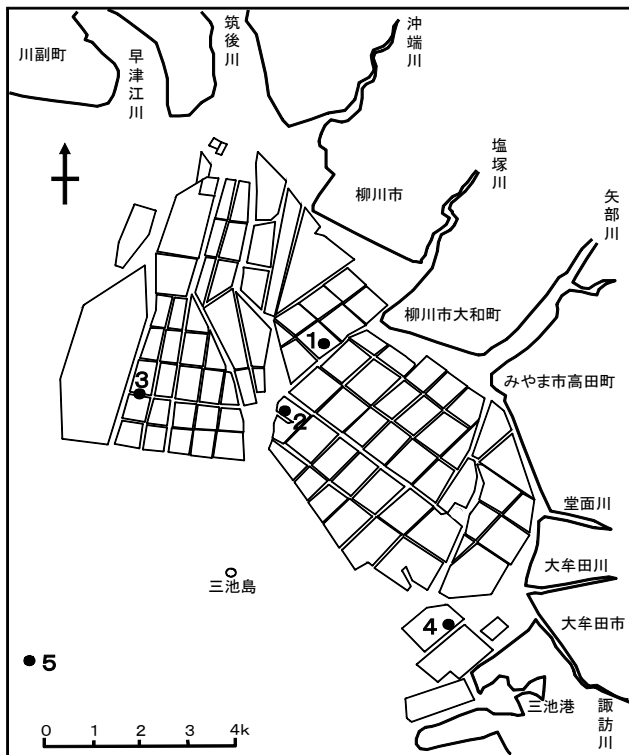 川副町
早津江川
筑後川
沖端川
塩塚川
柳川市
矢部川
柳川市大和町
1
みやま市高田町
3
2
堂面川
大牟田川
三池島
4
大牟田市
5
三池港
諏訪川
0 1 2 3 4k